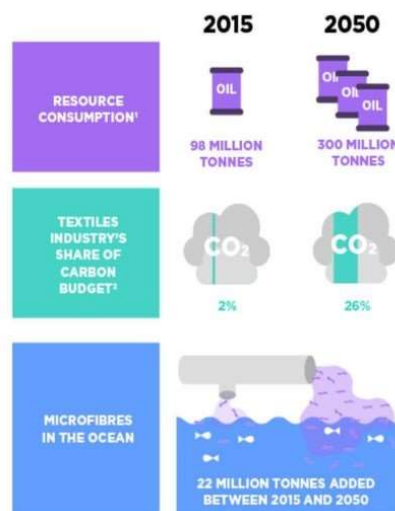 2015
2050
RESOURCE
CONSUMPTION¹
OIL
OIL
OIL
OIL
98 MILLION
TONNES
300 MILLION
TONNES
TEXTILES
INDUSTRY'S
SHARE OF
CARBON
BUDGET²
CO₂
CO₂
2%
26%
MICROFIBRES
IN THE OCEAN
22 MILLION TONNES ADDED
BETWEEN 2015 AND 2050